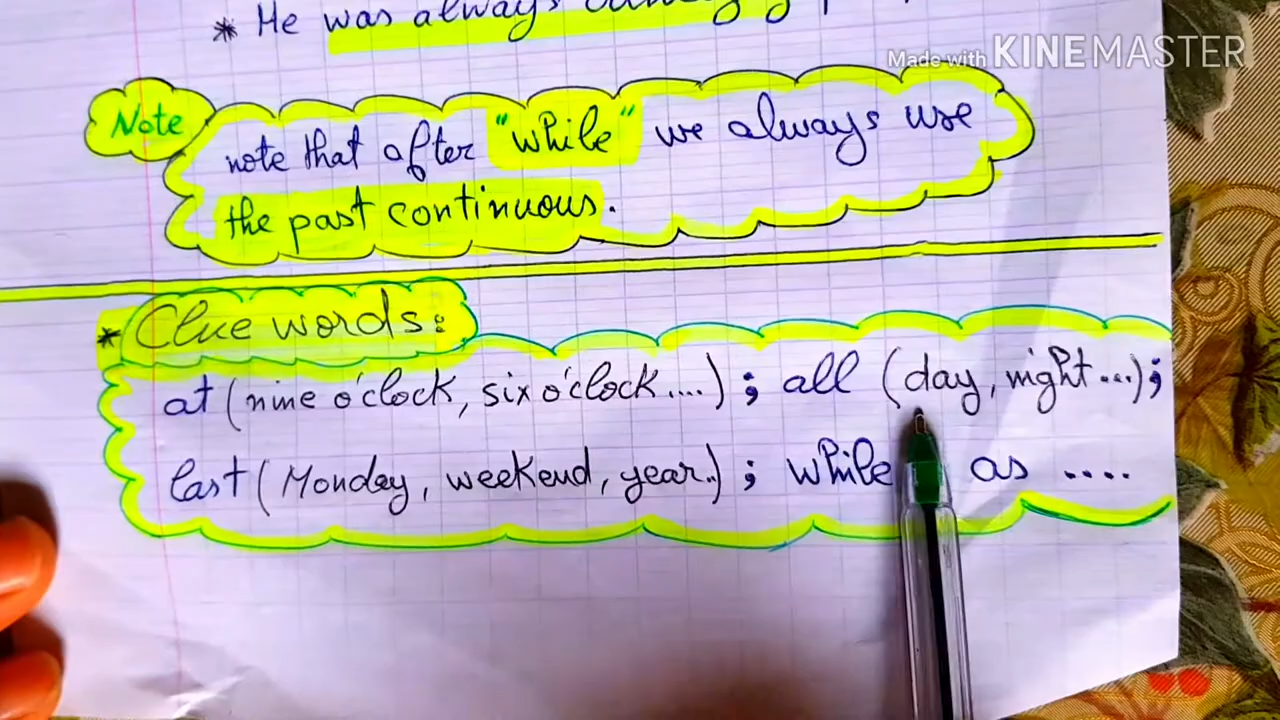 * He was always
Made with KINEMASTER
Note
note that after "while" we always use
the past continuous.
* Clue words:
at (nine o'clock, six o'clock....) ; all (day, night...);
last (Monday, weekend, year..) ; while as ....